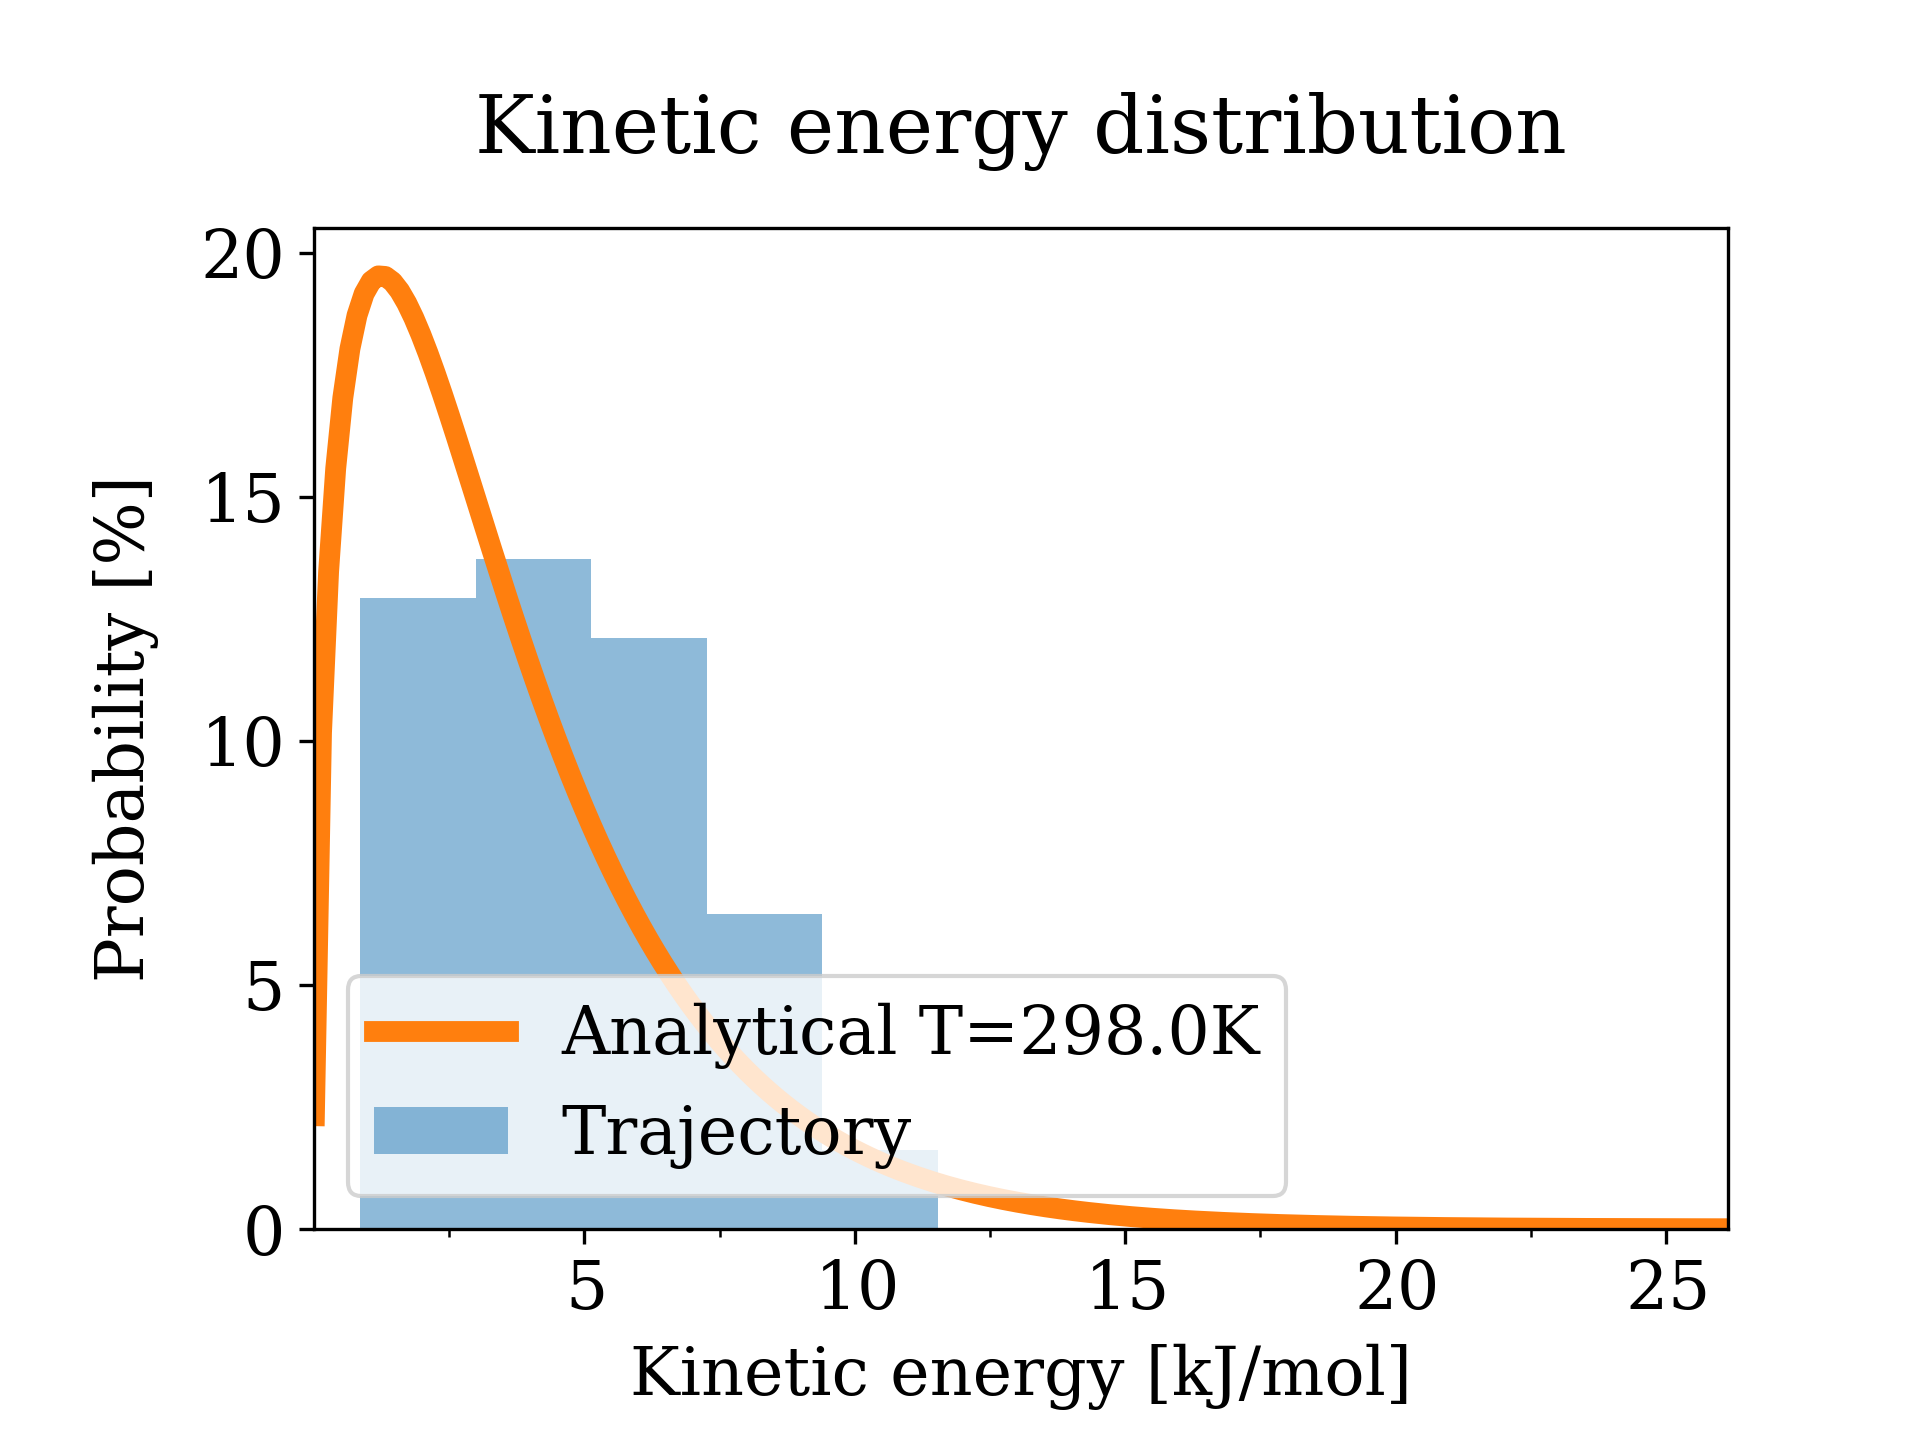 Kinetic energy distribution
Probability [%]
20
15
10
5
0
Analytical T=298.0K
Trajectory
5 10 15 20 25
Kinetic energy [kJ/mol]